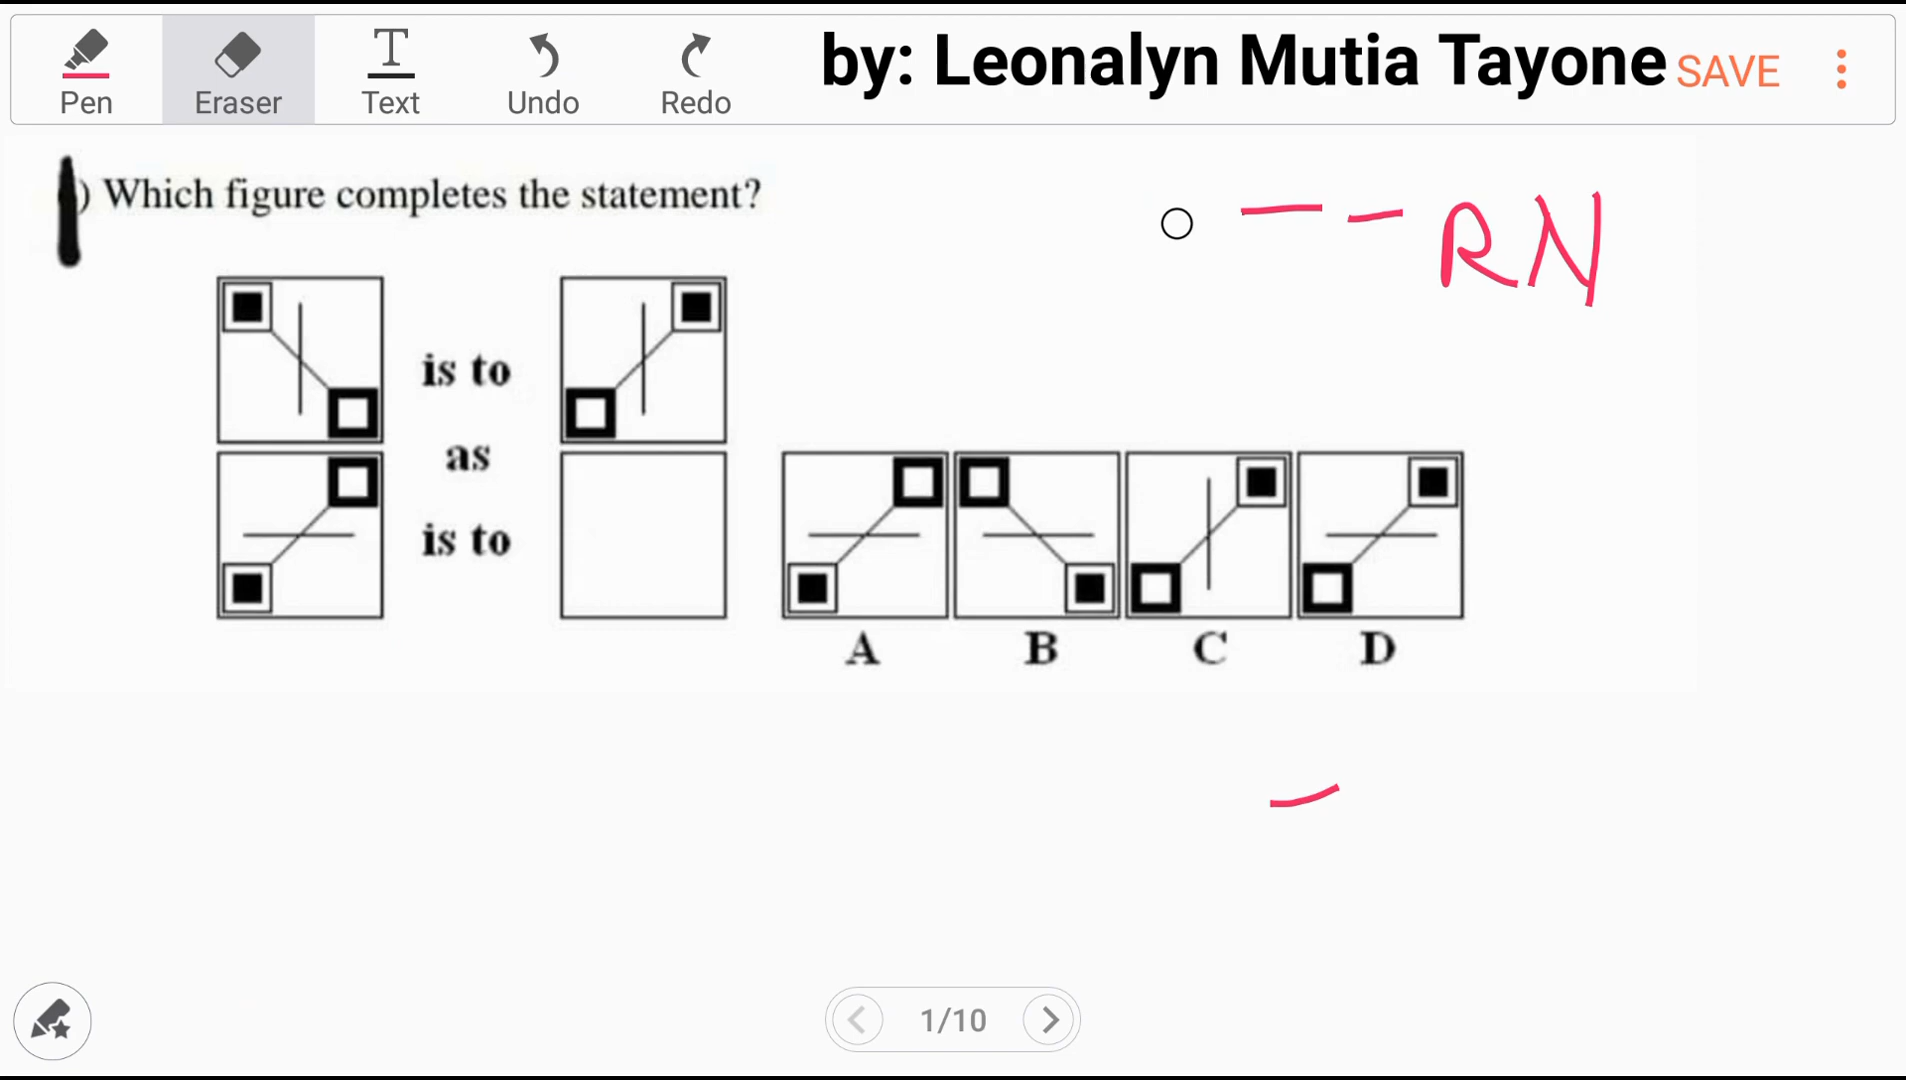 by: Leonalyn Mutia Tayone SAVE
Pen Eraser Text Undo Redo
) Which figure completes the statement?
RN
is to
as
is to
A B C D
1/10